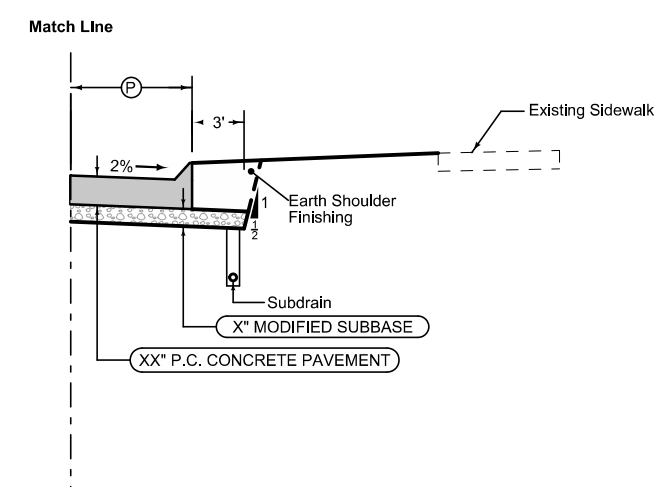 Match Line
P
3'
Existing Sidewalk
2%
Earth Shoulder
Finishing
1
1/2
Subdrain
X" MODIFIED SUBBASE
XX" P.C. CONCRETE PAVEMENT